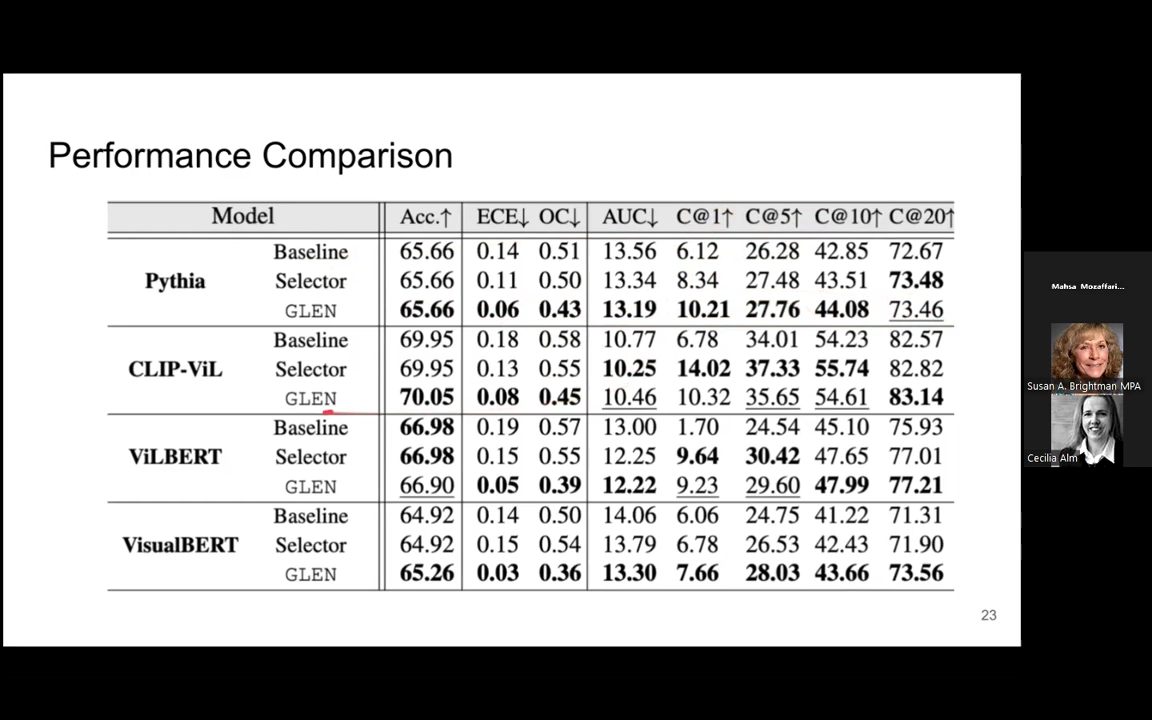 Performance Comparison
Model Acc.↑ ECE↓ OC↓ AUC↓ C@1↑ C@5↑ C@10↑ C@20↑
Pythia
Baseline 65.66 0.14 0.51 13.56 6.12 26.28 42.85 72.67
Selector 65.66 0.11 0.50 13.34 8.34 27.48 43.51 73.48
GLEN 65.66 0.06 0.43 13.19 10.21 27.76 44.08 73.46
CLIP-ViL
Baseline 69.95 0.18 0.58 10.77 6.78 34.01 54.23 82.57
Selector 69.95 0.13 0.55 10.25 14.02 37.33 55.74 82.82
GLEN 70.05 0.08 0.45 10.46 10.32 35.65 54.61 83.14
ViLBERT
Baseline 66.98 0.19 0.57 13.00 1.70 24.54 45.10 75.93
Selector 66.98 0.15 0.55 12.25 9.64 30.42 47.65 77.01
GLEN 66.90 0.05 0.39 12.22 9.23 29.60 47.99 77.21
VisualBERT
Baseline 64.92 0.14 0.50 14.06 6.06 24.75 41.22 71.31
Selector 64.92 0.15 0.54 13.79 6.78 26.53 42.43 71.90
GLEN 65.26 0.03 0.36 13.30 7.66 28.03 43.66 73.56
23
Mahsa Mozaffari...
Susan A. Brightman MPA
Cecilia Alm